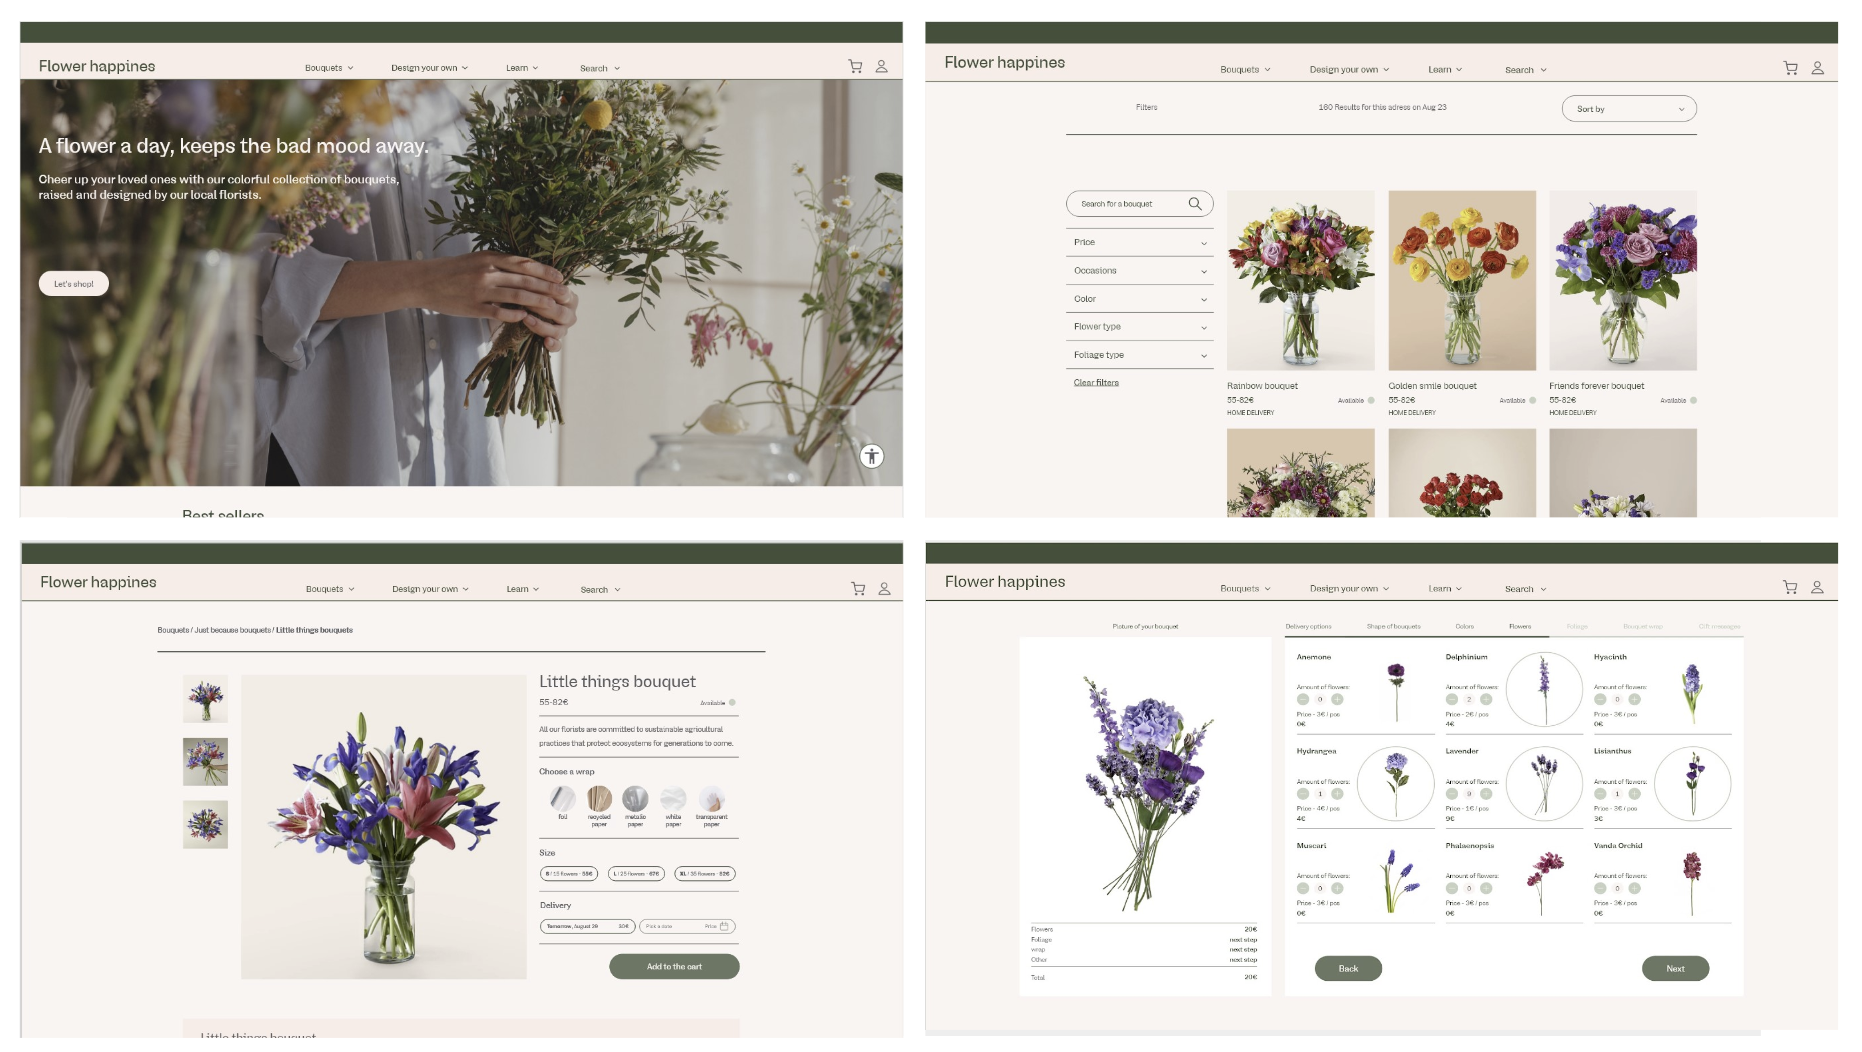 Flower happines
Bouquets
Design your own
Learn
Search
A flower a day, keeps the bad mood away.
Cheer up your loved ones with our colorful collection of bouquets,
raised and designed by our local florists.
Let's shop!
Best sellers
Flower happines
Bouquets
Design your own
Learn
Search
Filters
180 Results for this adress on Aug 23
Sort by
Search for a bouquet
Price
Occasions
Color
Flower type
Foliage type
Clear filters
Rainbow bouquet
55-82€
Available
HOME DELIVERY
Golden smile bouquet
55-82€
Available
HOME DELIVERY
Friends forever bouquet
55-82€
Available
HOME DELIVERY
Flower happines
Bouquets
Design your own
Learn
Search
Bouquets / Just because bouquets / Little things bouquets
Little things bouquet
55-82€
Available
All our florists are committed to sustainable agricultural
practices that protect ecosystems for generations to come.
Choose a wrap
foil
recycled
paper
metalic
paper
white
paper
transparent
paper
Size
S / 15 flowers - 55€
L / 25 flowers - 67€
XL / 35 flowers - 82€
Delivery
Tomorrow, August 29
10€
Pick a date
Price
Add to the cart
Little things bouquet
Flower happines
Bouquets
Design your own
Learn
Search
Picture of your bouquet
Flowers
20€
Foliage
next step
wrap
next step
Other
next step
Total
20€
Delivery options
Shape of bouquets
Colors
Flowers
Foliage
Bouquet wrap
Gift messages
Anemone
Amount of flowers:
0
Price - 3€ / pcs
0€
Delphinium
Amount of flowers:
2
Price - 2€ / pcs
4€
Hyacinth
Amount of flowers:
0
Price - 3€ / pcs
0€
Hydrangea
Amount of flowers:
1
Price - 4€ / pcs
4€
Lavender
Amount of flowers:
9
Price - 1€ / pcs
9€
Lisianthus
Amount of flowers:
1
Price - 3€ / pcs
3€
Muscari
Amount of flowers:
0
Price - 3€ / pcs
0€
Phalaenopsis
Amount of flowers:
0
Price - 3€ / pcs
0€
Vanda Orchid
Amount of flowers:
0
Price - 3€ / pcs
0€
Back
Next